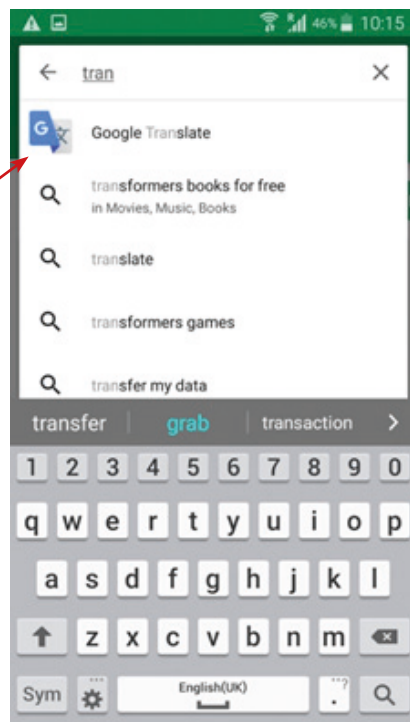 46% 10:15
tran
Google Translate
transformers books for free
in Movies, Music, Books
translate
transformers games
transfer my data
transfer grab transaction
1 2 3 4 5 6 7 8 9 0
q w e r t y u i o p
a s d f g h j k l
z x c v b n m
Sym English(UK) . ...?